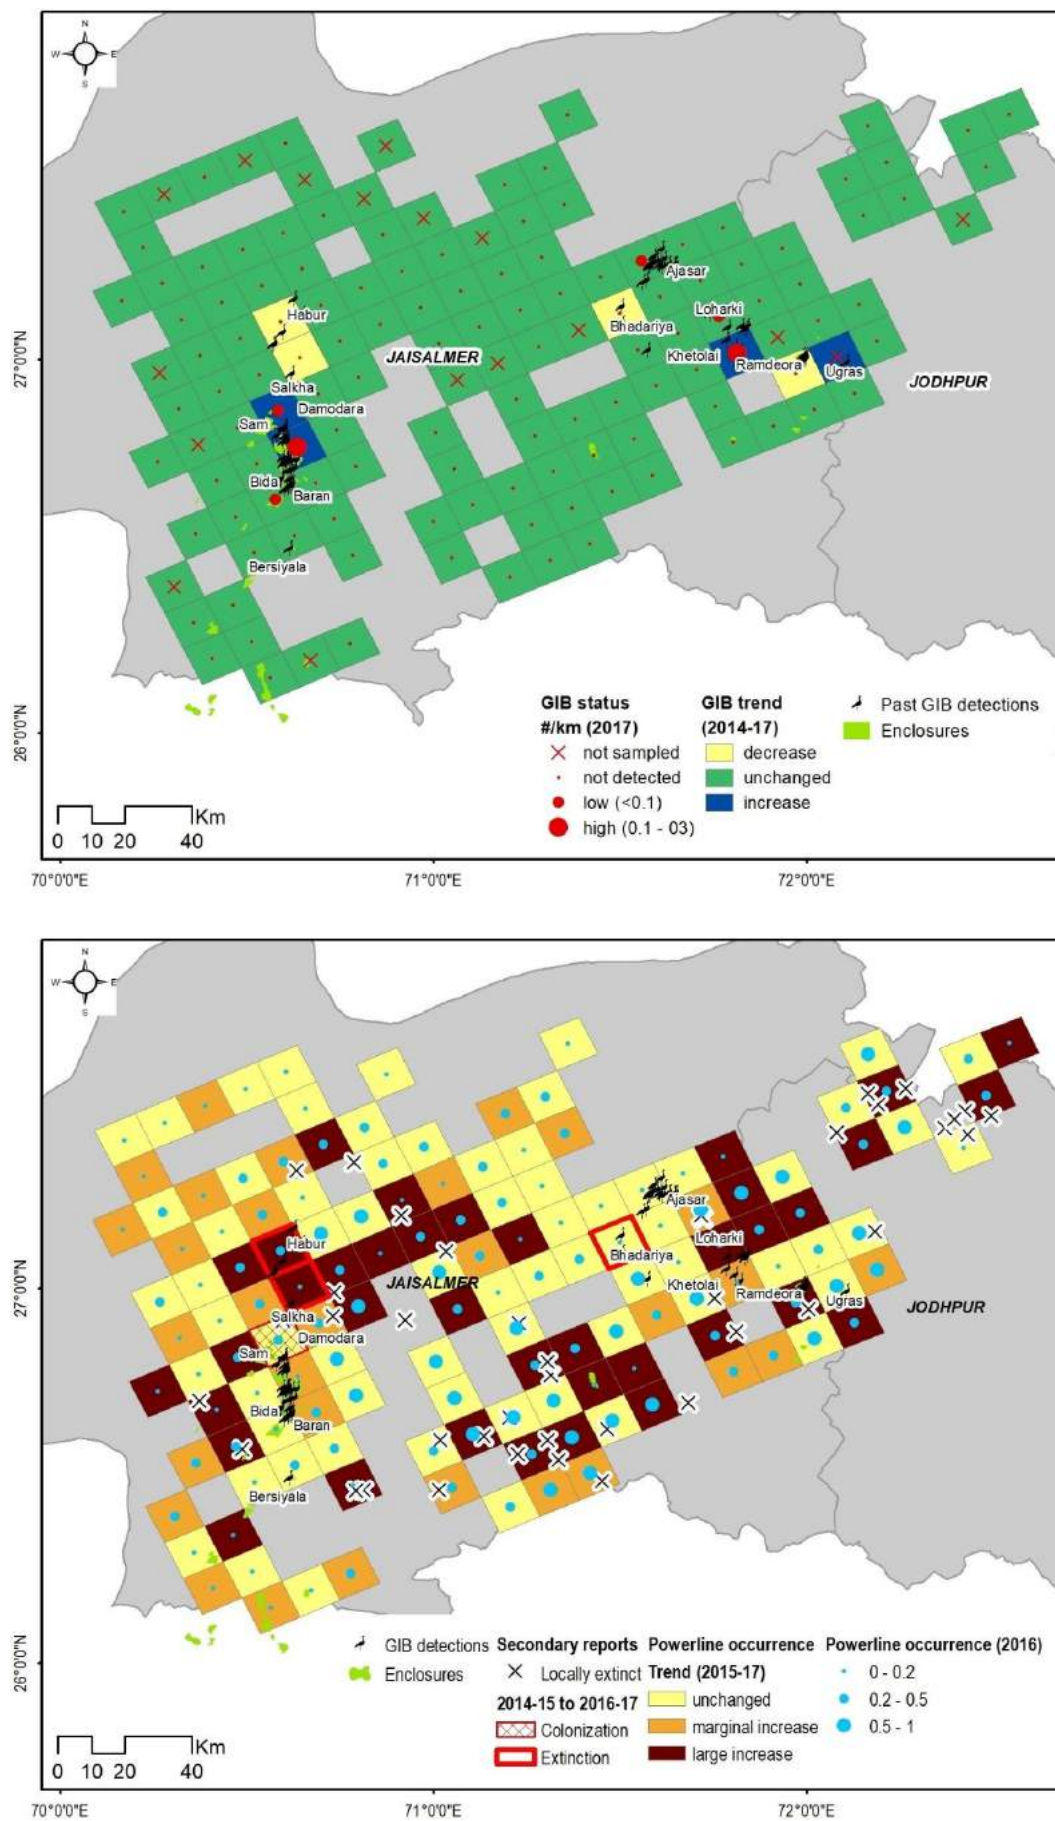 N
W E
S
Habur
Ajasar
Loharki
Bhadariya
JAISALMER
Khetolai
Ramdeora
Ugras
Salkha
JODHPUR
Damodara
Sam
Bida
Baran
Bersiyala
27°0'0"N
26°0'0"N
GIB status
#/km (2017)
not sampled
not detected
low (<0.1)
high (0.1 - 03)
GIB trend
(2014-17)
decrease
unchanged
increase
Past GIB detections
Enclosures
Km
0 10 20 40
70°0'0"E 71°0'0"E 72°0'0"E
N
W E
S
Ajasar
Habur
Loharki
Bhadariya
JAISALMER
Khetolai
Ramdeora
Ugras
Salkha
JODHPUR
Damodara
Sam
Bida
Baran
Bersiyala
27°0'0"N
26°0'0"N
GIB detections
Enclosures
Secondary reports
Locally extinct
2014-15 to 2016-17
Colonization
Extinction
Powerline occurrence
Trend (2015-17)
unchanged
marginal increase
large increase
Powerline occurrence (2016)
0 - 0.2
0.2 - 0.5
0.5 - 1
Km
0 10 20 40
70°0'0"E 71°0'0"E 72°0'0"E